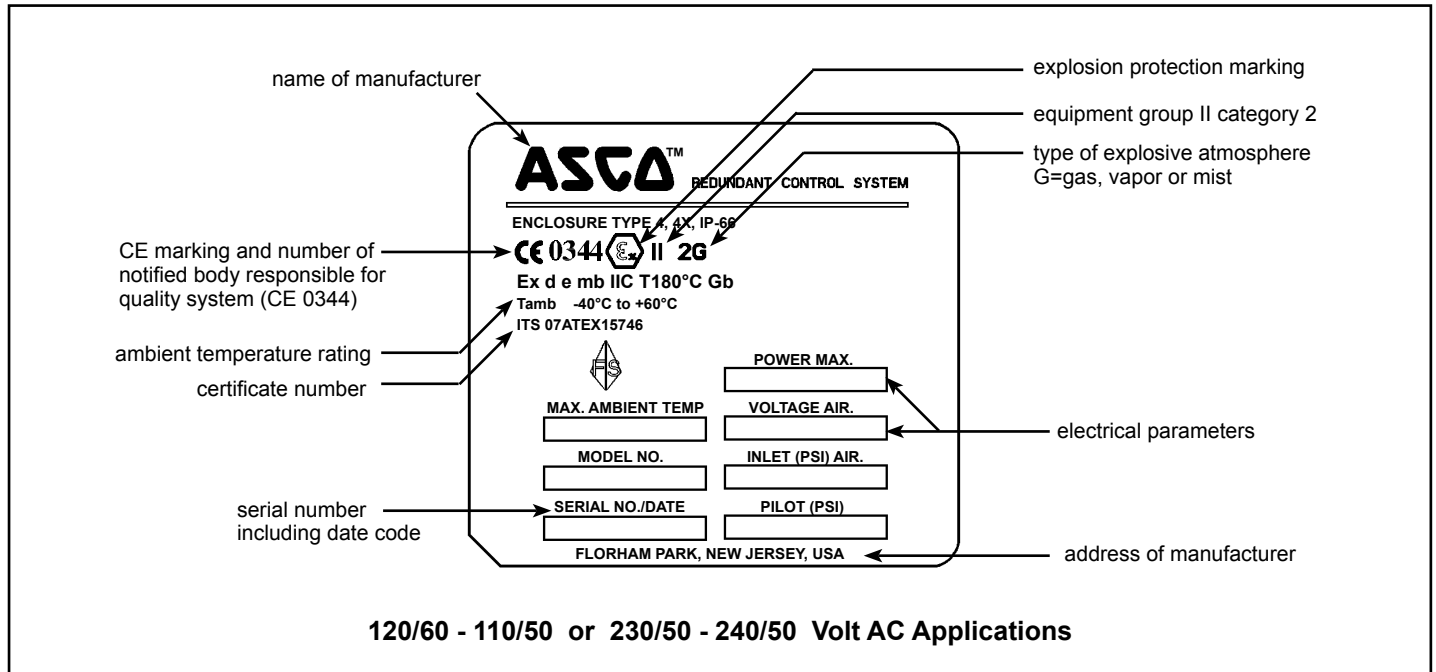 name of manufacturer
explosion protection marking
equipment group II category 2
type of explosive atmosphere
G=gas, vapor or mist
ASCO™
REDUNDANT CONTROL SYSTEM
ENCLOSURE TYPE 4, 4X, IP-66
CE 0344 Ex II 2G
CE marking and number of
notified body responsible for
quality system (CE 0344)
Ex d e mb IIC T180°C Gb
Tamb -40°C to +60°C
ITS 07ATEX15746
ambient temperature rating
certificate number
FS
POWER MAX.
MAX. AMBIENT TEMP
VOLTAGE AIR.
electrical parameters
MODEL NO.
INLET (PSI) AIR.
serial number
including date code
SERIAL NO./DATE
PILOT (PSI)
FLORHAM PARK, NEW JERSEY, USA
address of manufacturer
120/60 - 110/50 or 230/50 - 240/50 Volt AC Applications